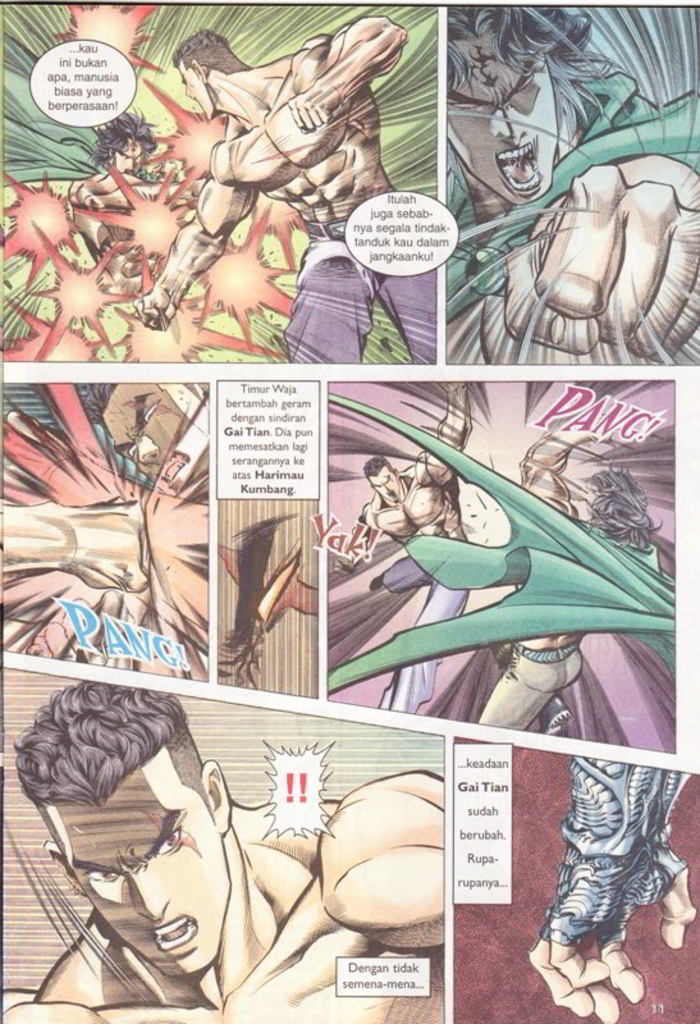 ...kau
ini bukan
apa, manusia
biasa yang
berperasaan!
Itulah
juga sebab-
nya segala tindak-
tanduk kau dalam
jangkaanku!
PANG!
Timur Waja
bertambah geram
dengan sindiran
Gai Tian. Dia pun
memesatkan lagi
serangannya ke
atas Harimau
Kumbang.
Yak!
PANG!
!!
Dengan tidak
semena-mena...
...keadaan
Gai Tian
sudah
berubah.
Rupa-
rupanya...
11